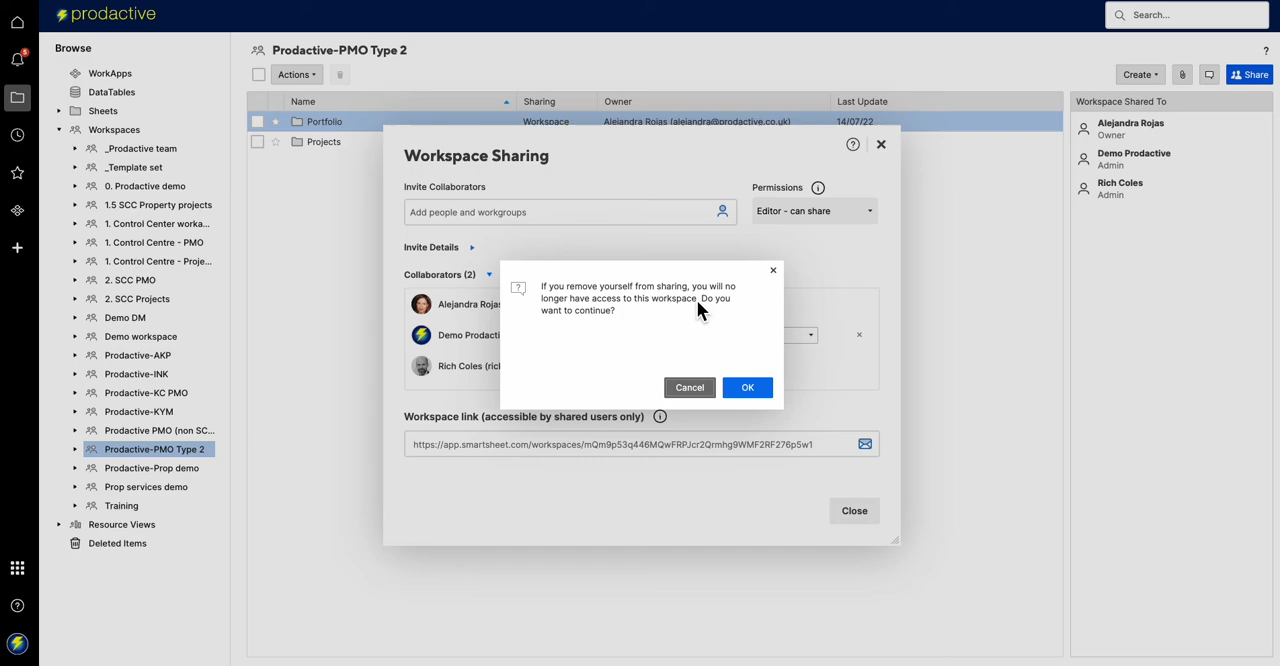 prodactive
Search...
5
Browse
WorkApps
DataTables
Sheets
Workspaces
_Prodactive team
_Template set
0. Prodactive demo
1.5 SCC Property projects
1. Control Center worka...
1. Control Centre - PMO
1. Control Centre - Proje...
2. SCC PMO
2. SCC Projects
Demo DM
Demo workspace
Prodactive-AKP
Prodactive-INK
Prodactive-KC PMO
Prodactive-KYM
Prodactive PMO (non SC...
Prodactive-PMO Type 2
Prodactive-Prop demo
Prop services demo
Training
Resource Views
Deleted Items
Prodactive-PMO Type 2
?
Actions
Create
Share
Name
Sharing
Owner
Last Update
Portfolio
Workspace
Alejandra Rojas (alejandra@prodactive.co.uk)
14/07/22
Projects
Workspace Shared To
Alejandra Rojas
Owner
Demo Prodactive
Admin
Rich Coles
Admin
Workspace Sharing
?
Invite Collaborators
Permissions
Add people and workgroups
Editor - can share
Invite Details
Collaborators (2)
Alejandra Rojas
Demo Prodacti
Rich Coles (ric
If you remove yourself from sharing, you will no
longer have access to this workspace. Do you
want to continue?
Cancel
OK
Workspace link (accessible by shared users only)
https://app.smartsheet.com/workspaces/mQm9p53q446MQwFRPJcr2Qrmhg9WMF2RF276p5w1
Close